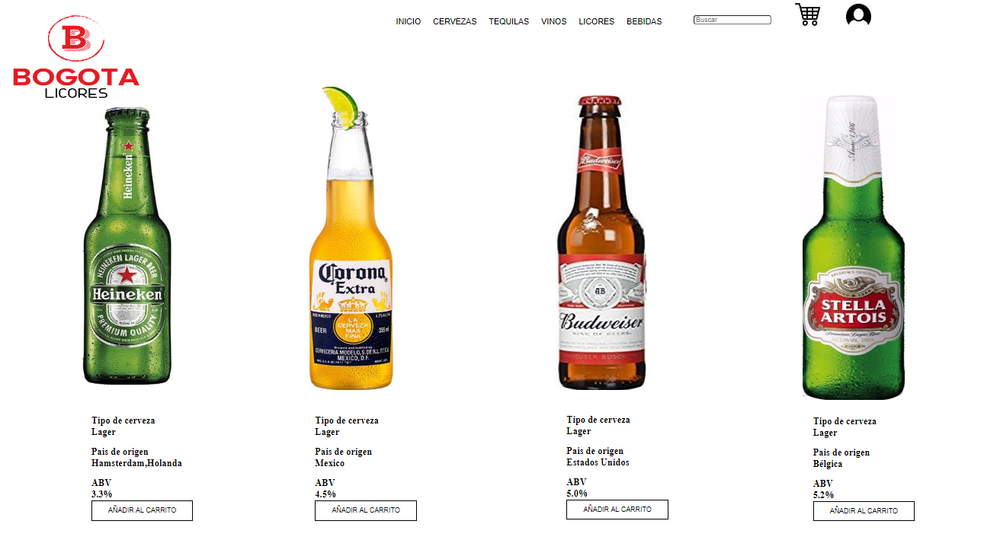 INICIO CERVEZAS TEQUILAS VINOS LICORES BEBIDAS Buscar
B
BOGOTA
LICORES
Heineken
HEINEKEN LAGER BEER
Heineken
PREMIUM QUALITY
Corona
Extra
LA
CERVEZA
MAS
FINA
BEER 355 ml
CERVECERIA MODELO, S.DE R.L. DE C.V.
MEXICO, D.F.
Budweiser
AB
Budweiser
KING OF BEERS
ANHEUSER-BUSCH
Anno 1366
BELGIUM'S ORIGINAL
STELLA
ARTOIS
Premium Lager Beer
Tipo de cerveza
Lager
Pais de origen
Hamsterdam,Holanda
ABV
3.3%
AÑADIR AL CARRITO
Tipo de cerveza
Lager
Pais de origen
Mexico
ABV
4.5%
AÑADIR AL CARRITO
Tipo de cerveza
Lager
Pais de origen
Estados Unidos
ABV
5.0%
AÑADIR AL CARRITO
Tipo de cerveza
Lager
Pais de origen
Bélgica
ABV
5.2%
AÑADIR AL CARRITO